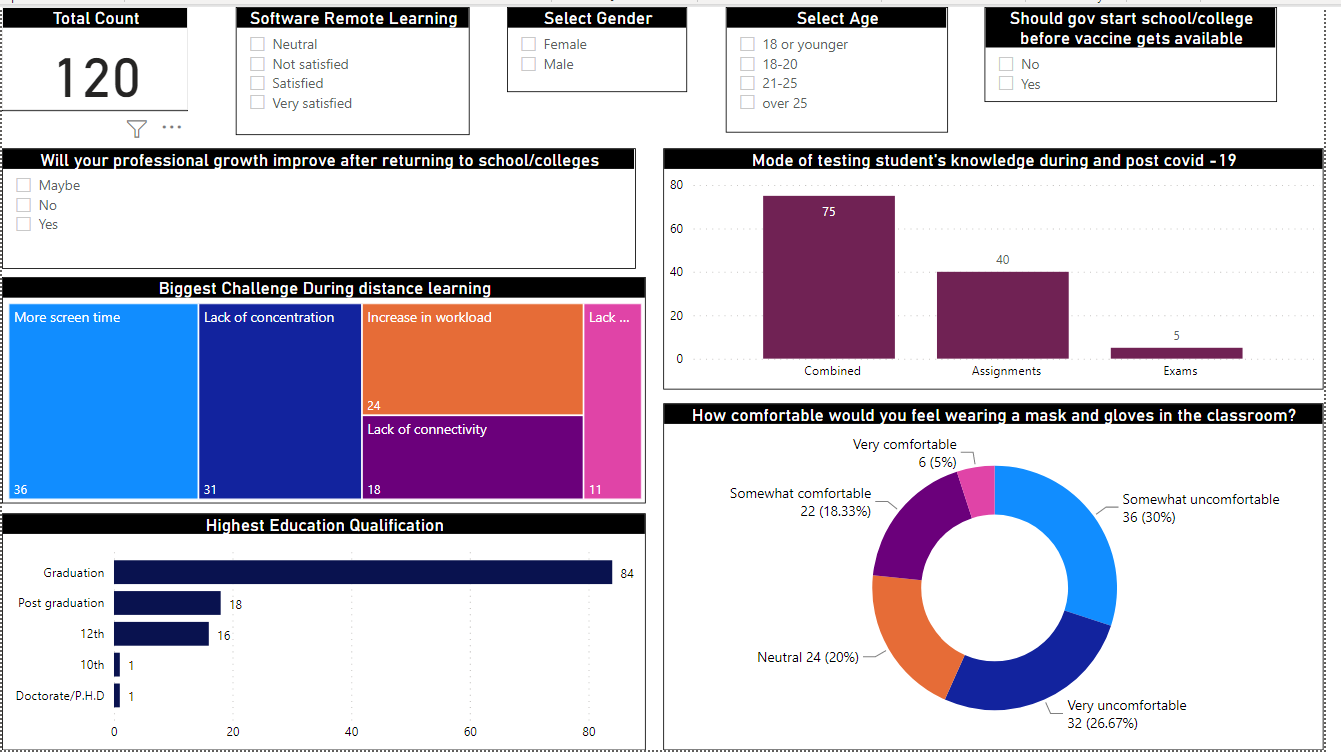 Total Count
120
Software Remote Learning
Neutral
Not satisfied
Satisfied
Very satisfied
Select Gender
Female
Male
Select Age
18 or younger
18-20
21-25
over 25
Should gov start school/college
before vaccine gets available
No
Yes
Will your professional growth improve after returning to school/colleges
Maybe
No
Yes
Mode of testing student's knowledge during and post covid -19
80
60
40
20
0
75
40
5
Combined
Assignments
Exams
Biggest Challenge During distance learning
More screen time
36
Lack of concentration
31
Increase in workload
24
Lack of connectivity
18
Lack ...
11
How comfortable would you feel wearing a mask and gloves in the classroom?
Very comfortable
6 (5%)
Somewhat comfortable
22 (18.33%)
Somewhat uncomfortable
36 (30%)
Neutral 24 (20%)
Very uncomfortable
32 (26.67%)
Highest Education Qualification
Graduation 84
Post graduation 18
12th 16
10th 1
Doctorate/P.H.D 1
0 20 40 60 80